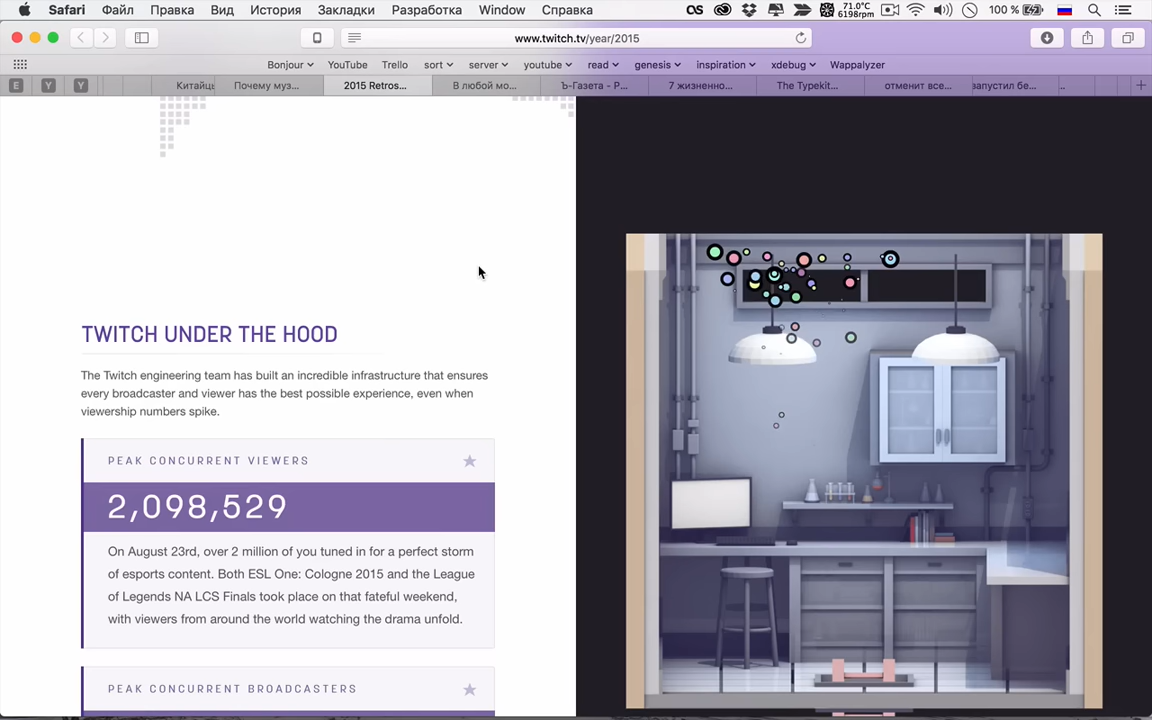 Safari Файл Правка Вид История Закладки Разработка Window Справка
71.0°C
6198rpm
100 %
www.twitch.tv/year/2015
Bonjour YouTube Trello sort server youtube read genesis inspiration xdebug Wappalyzer
E Y Y Китайць Почему муз... 2015 Retros... В любой мо... Ъ-Газета - Р... 7 жизненно... The Typekit... отменит все... запустил бе... ..
TWITCH UNDER THE HOOD
The Twitch engineering team has built an incredible infrastructure that ensures
every broadcaster and viewer has the best possible experience, even when
viewership numbers spike.
PEAK CONCURRENT VIEWERS
2,098,529
On August 23rd, over 2 million of you tuned in for a perfect storm
of esports content. Both ESL One: Cologne 2015 and the League
of Legends NA LCS Finals took place on that fateful weekend,
with viewers from around the world watching the drama unfold.
PEAK CONCURRENT BROADCASTERS